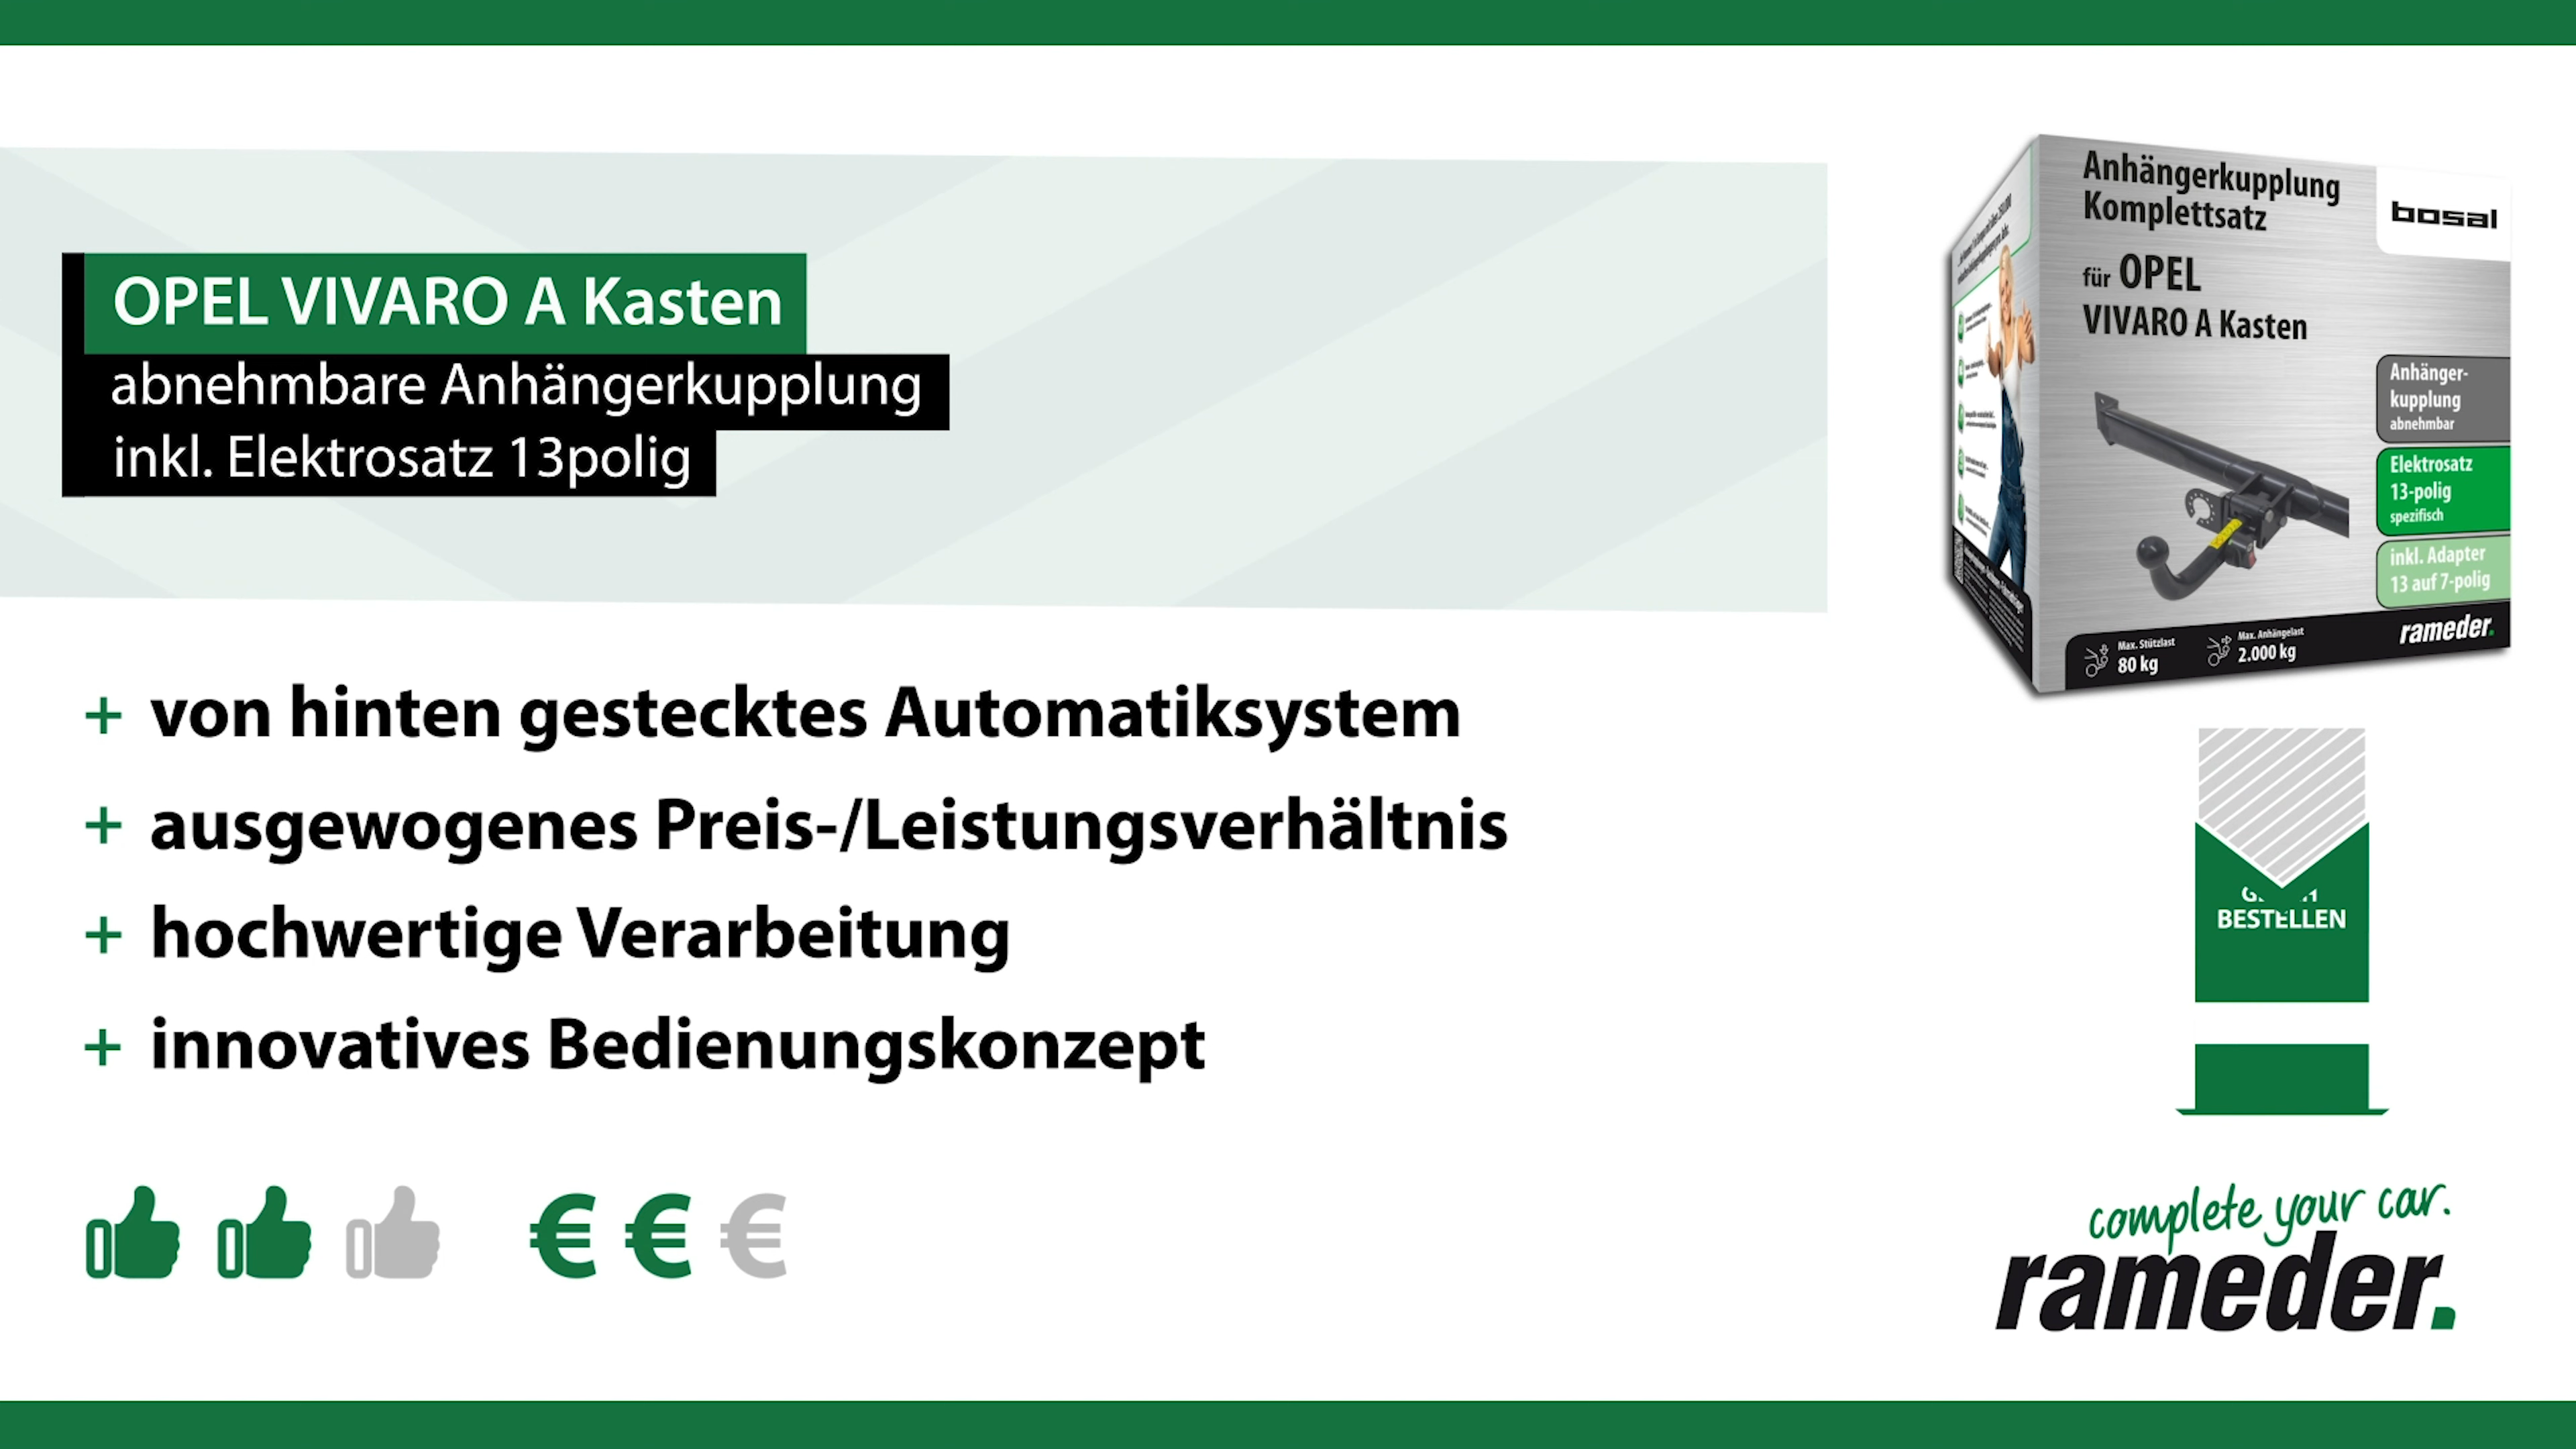 OPEL VIVARO A Kasten
abnehmbare Anhängerkupplung
inkl. Elektrosatz 13polig
+ von hinten gestecktes Automatiksystem
+ ausgewogenes Preis-/Leistungsverhältnis
+ hochwertige Verarbeitung
+ innovatives Bedienungskonzept
€ € €
Anhängerkupplung
Komplettsatz
bosal
für OPEL
VIVARO A Kasten
Anhänger-
kupplung
abnehmbar
Elektrosatz
13-polig
spezifisch
inkl. Adapter
13 auf 7-polig
Max. Stützlast
80 kg
Max. Anhängelast
2.000 kg
rameder.
BESTELLEN
complete your car.
rameder.